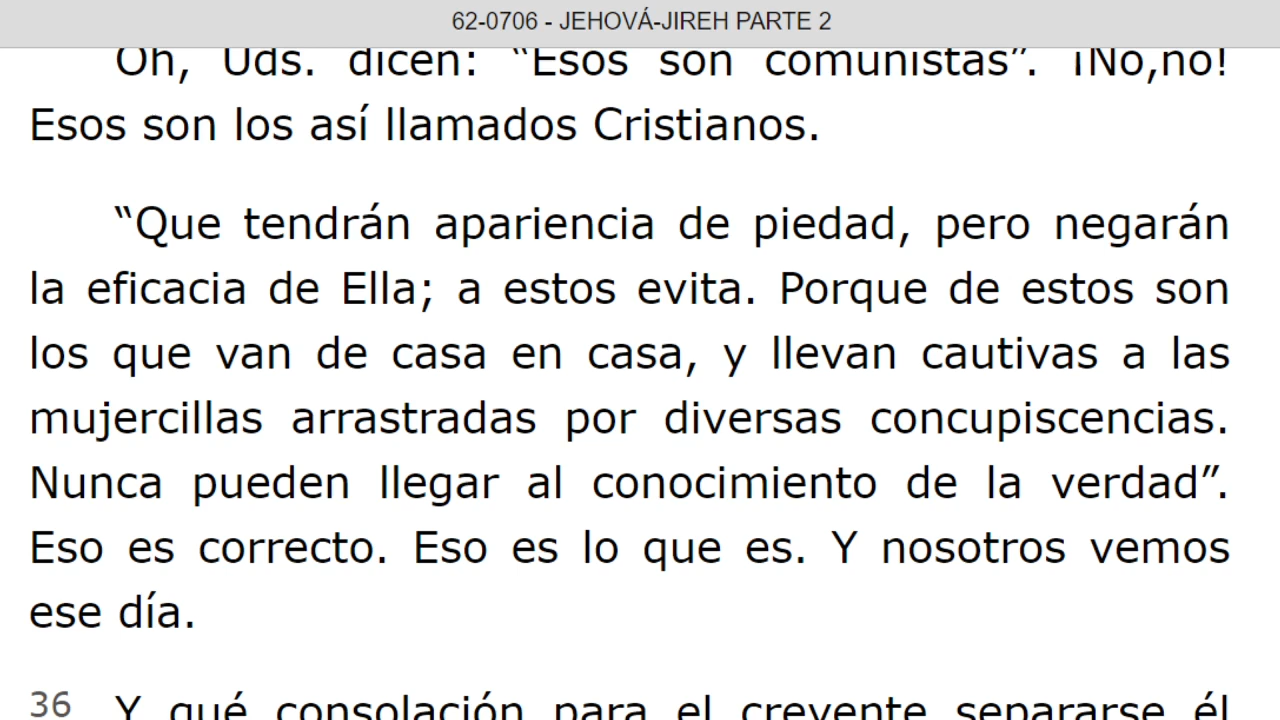 62-0706 - JEHOVÁ-JIREH PARTE 2
Oh, Uds. dicen: “Esos son comunistas”. ¡No,no!
Esos son los así llamados Cristianos.
“Que tendrán apariencia de piedad, pero negarán
la eficacia de Ella; a estos evita. Porque de estos son
los que van de casa en casa, y llevan cautivas a las
mujercillas arrastradas por diversas concupiscencias.
Nunca pueden llegar al conocimiento de la verdad”.
Eso es correcto. Eso es lo que es. Y nosotros vemos
ese día.
36 Y qué consolación para el creyente separarse él